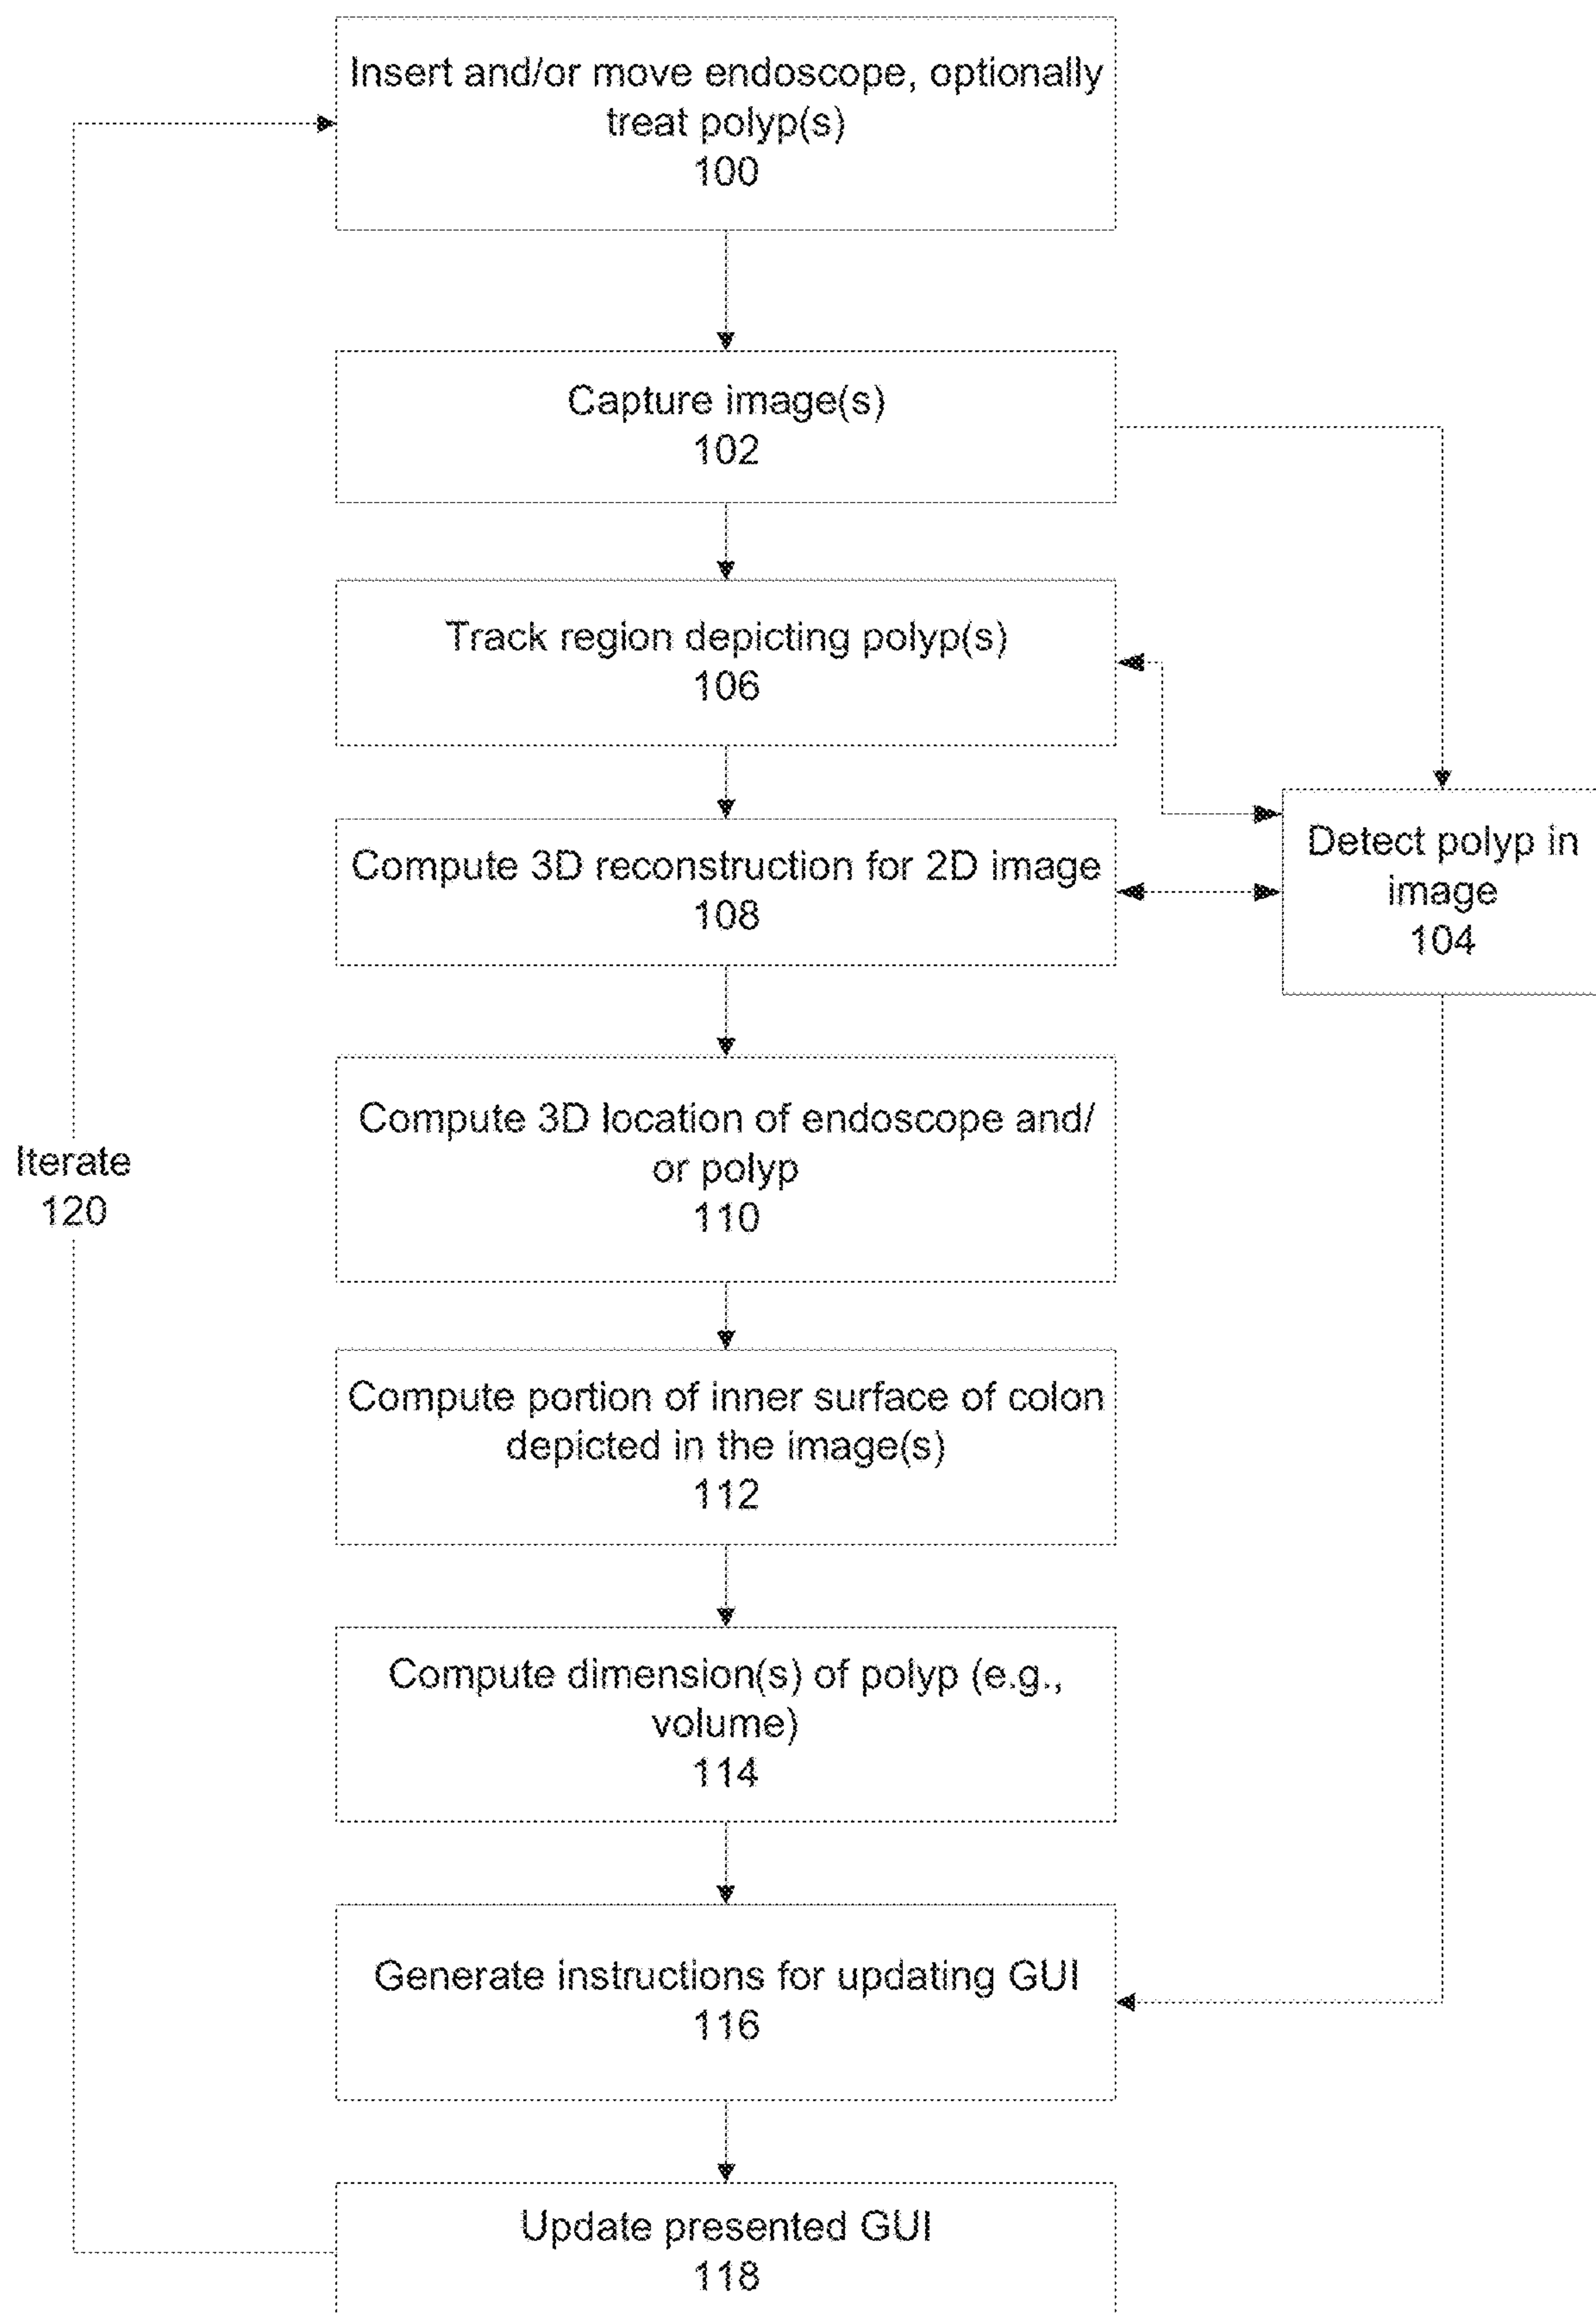 Insert and/or move endoscope, optionally
treat polyp(s)
100
Capture image(s)
102
Track region depicting polyp(s)
106
Compute 3D reconstruction for 2D image
108
Detect polyp in
image
104
Compute 3D location of endoscope and/
or polyp
110
Iterate
120
Compute portion of inner surface of colon
depicted in the image(s)
112
Compute dimension(s) of polyp (e.g.,
volume)
114
Generate instructions for updating GUI
116
Update presented GUI
118